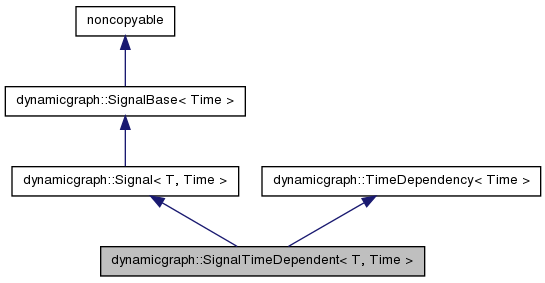 noncopyable
dynamicgraph::SignalBase< Time >
dynamicgraph::Signal< T, Time >
dynamicgraph::TimeDependency< Time >
dynamicgraph::SignalTimeDependent< T, Time >